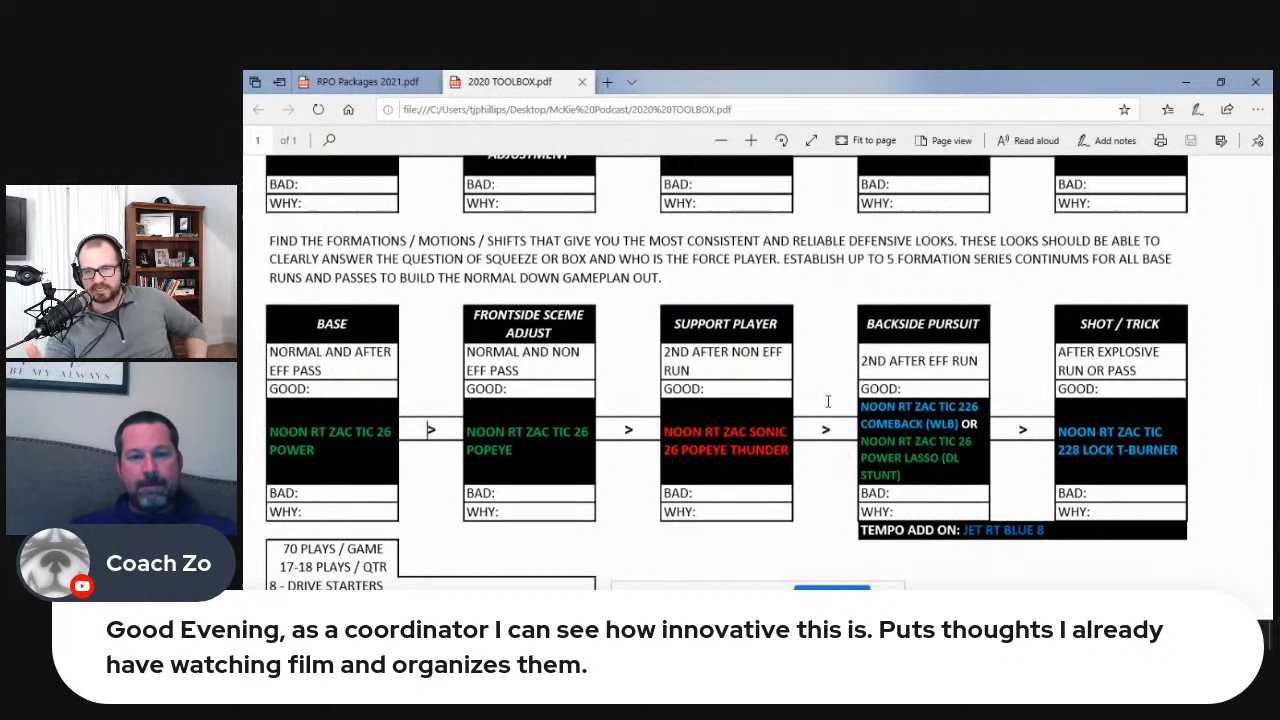 RPO Packages 2021.pdf
2020 TOOLBOX.pdf
file:///C:/Users/tjphillips/Desktop/McKie%20Podcast/2020%20TOOLBOX.pdf
1 of 1
Fit to page
Page view
Read aloud
Add notes
ADJUSTMENT
BAD: BAD: BAD: BAD: BAD:
WHY: WHY: WHY: WHY: WHY:
FIND THE FORMATIONS / MOTIONS / SHIFTS THAT GIVE YOU THE MOST CONSISTENT AND RELIABLE DEFENSIVE LOOKS. THESE LOOKS SHOULD BE ABLE TO
CLEARLY ANSWER THE QUESTION OF SQUEEZE OR BOX AND WHO IS THE FORCE PLAYER. ESTABLISH UP TO 5 FORMATION SERIES CONTINUMS FOR ALL BASE
RUNS AND PASSES TO BUILD THE NORMAL DOWN GAMEPLAN OUT.
BASE
NORMAL AND AFTER
EFF PASS
GOOD:
NOON RT ZAC TIC 26
POWER
BAD:
WHY:
>
FRONTSIDE SCEME
ADJUST
NORMAL AND NON
EFF PASS
GOOD:
NOON RT ZAC TIC 26
POPEYE
BAD:
WHY:
>
SUPPORT PLAYER
2ND AFTER NON EFF
RUN
GOOD:
NOON RT ZAC SONIC
26 POPEYE THUNDER
BAD:
WHY:
>
BACKSIDE PURSUIT
2ND AFTER EFF RUN
GOOD:
NOON RT ZAC TIC 226
COMEBACK (WLB) OR
NOON RT ZAC TIC 26
POWER LASSO (DL
STUNT)
BAD:
WHY:
>
SHOT / TRICK
AFTER EXPLOSIVE
RUN OR PASS
GOOD:
NOON RT ZAC TIC
228 LOCK T-BURNER
BAD:
WHY:
TEMPO ADD ON: JET RT BLUE 8
70 PLAYS / GAME
17-18 PLAYS / QTR
8 - DRIVE STARTERS
Coach Zo
Good Evening, as a coordinator I can see how innovative this is. Puts thoughts I already
have watching film and organizes them.